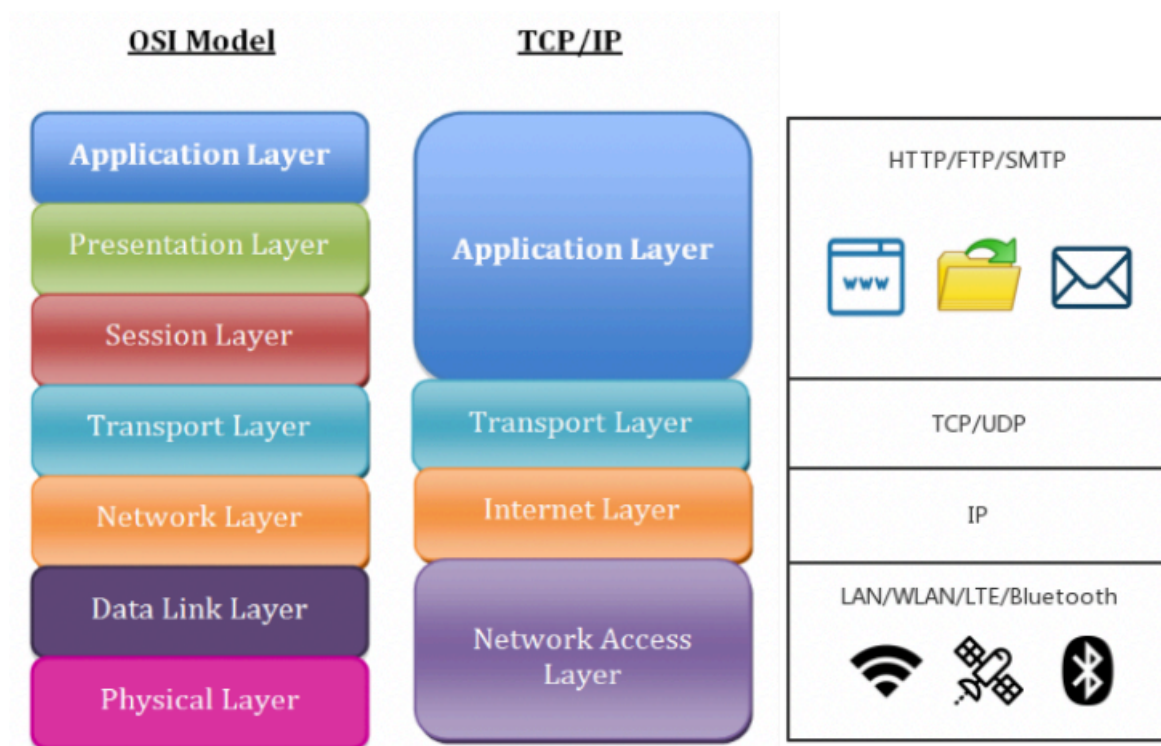 OSI Model
TCP/IP
Application Layer
Presentation Layer
Session Layer
Transport Layer
Network Layer
Data Link Layer
Physical Layer
Application Layer
Transport Layer
Internet Layer
Network Access
Layer
HTTP/FTP/SMTP
www
TCP/UDP
IP
LAN/WLAN/LTE/Bluetooth